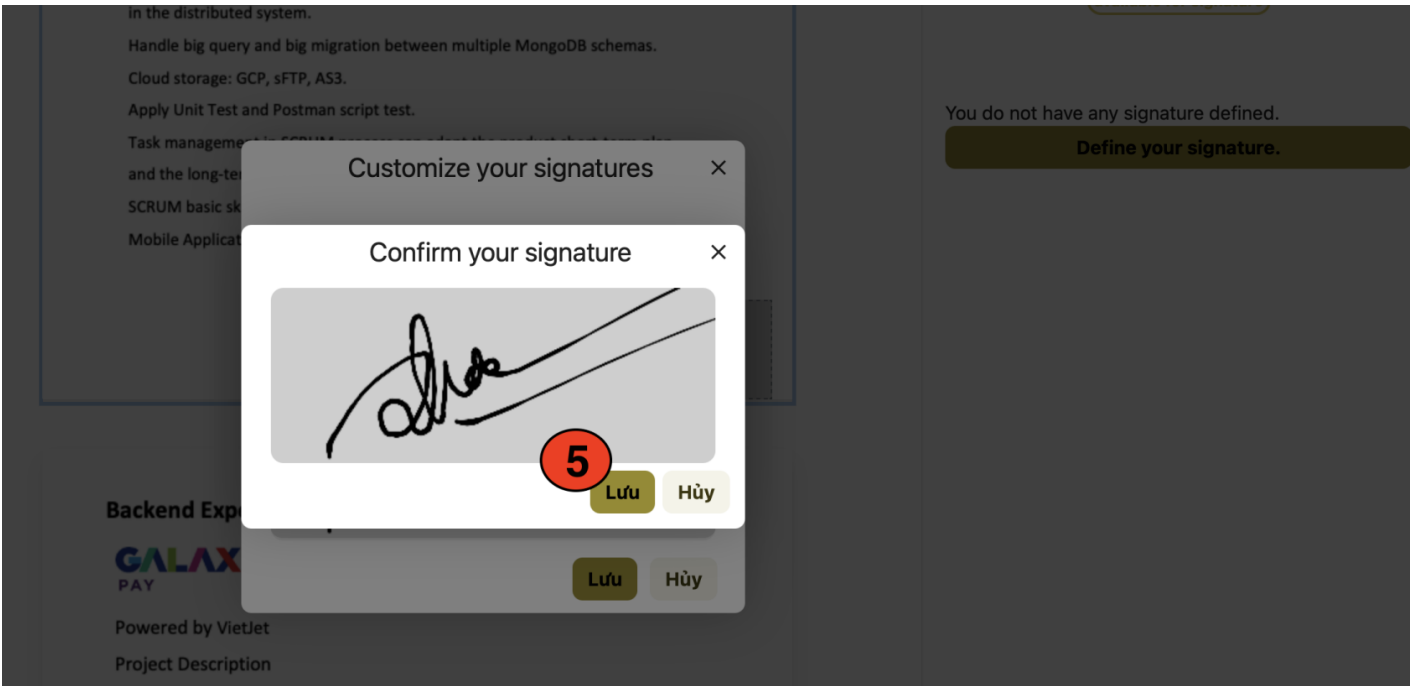 in the distributed system.
Handle big query and big migration between multiple MongoDB schemas.
Cloud storage: GCP, sFTP, AS3.
Apply Unit Test and Postman script test.
Task manageme
and the long-te
SCRUM basic sk
Mobile Applicat
You do not have any signature defined.
Define your signature.
Customize your signatures
Confirm your signature
5
Lưu Hủy
Lưu Hủy
Backend Exp
GALAX
PAY
Powered by VietJet
Project Description